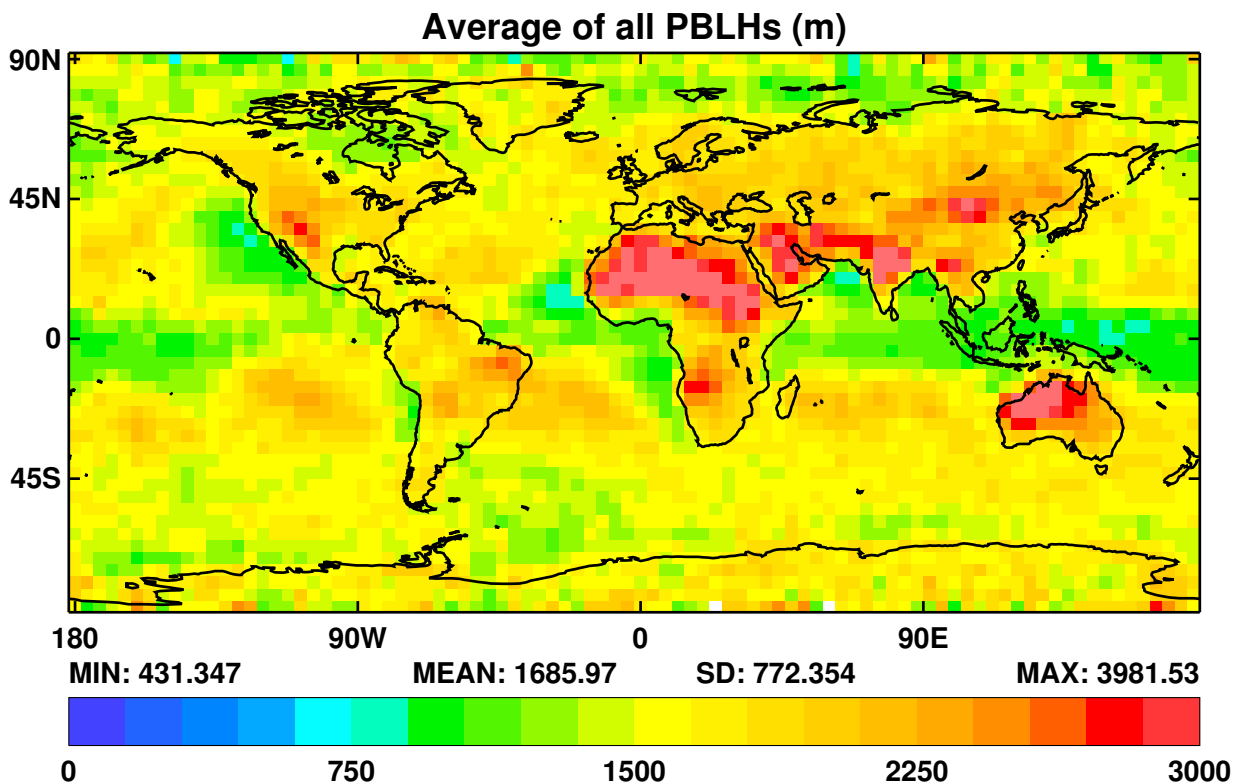 Average of all PBLHs (m)
90N
45N
0
45S
180 90W 0 90E
MIN: 431.347 MEAN: 1685.97 SD: 772.354 MAX: 3981.53
0 750 1500 2250 3000